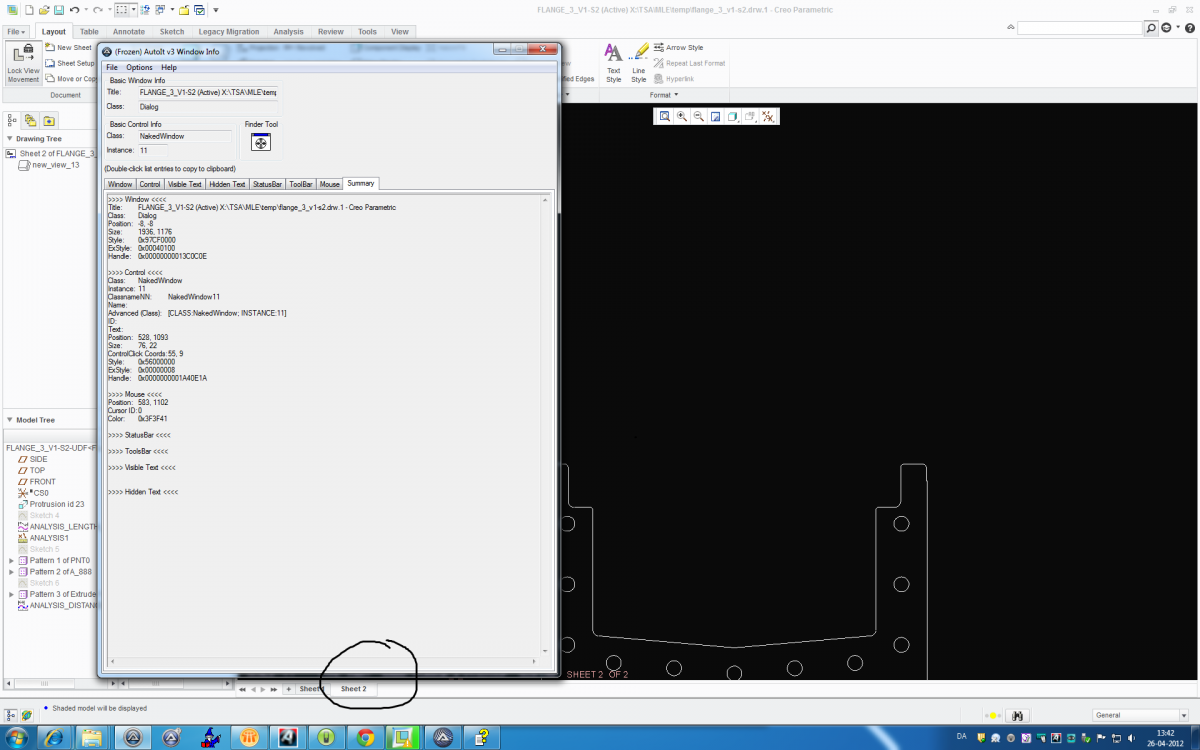 FLANGE_3_V1-S2 (Active) X:\TSA\MLE\temp\flange_3_v1-s2.drw.1 - Creo Parametric
File
Layout
Table
Annotate
Sketch
Legacy Migration
Analysis
Review
Tools
View
New Sheet
Sheet Setup
Move or Copy
Lock View
Movement
Document
Text
Style
Line
Style
Arrow Style
Repeat Last Format
Hyperlink
Format
Drawing Tree
Sheet 2 of FLANGE_3_
new_view_13
Model Tree
FLANGE_3_V1-S2-UDF<F
SIDE
TOP
FRONT
CS0
Protrusion id 23
Sketch 4
ANALYSIS_LENGTH
ANALYSIS1
Sketch 5
Pattern 1 of PNT0
Pattern 2 of A_888
Sketch 6
Pattern 3 of Extrude
ANALYSIS_DISTANC
(Frozen) AutoIt v3 Window Info
File Options Help
Basic Window Info
Title: FLANGE_3_V1-S2 (Active) X:\TSA\MLE\temp
Class: Dialog
Basic Control Info
Class: NakedWindow
Instance: 11
Finder Tool
(Double-click list entries to copy to clipboard)
Window Control Visible Text Hidden Text StatusBar ToolBar Mouse Summary
>>>> Window <<<<
Title: FLANGE_3_V1-S2 (Active) X:\TSA\MLE\temp\flange_3_v1-s2.drw.1 - Creo Parametric
Class: Dialog
Position: -8, -8
Size: 1936, 1176
Style: 0x97CF0000
ExStyle: 0x00040100
Handle: 0x00000000013C0C0E
>>>> Control <<<<
Class: NakedWindow
Instance: 11
ClassnameNN: NakedWindow11
Name:
Advanced (Class): [CLASS:NakedWindow; INSTANCE:11]
ID:
Text:
Position: 528, 1093
Size: 76, 22
ControlClick Coords: 55, 9
Style: 0x56000000
ExStyle: 0x00000008
Handle: 0x0000000001A40E1A
>>>> Mouse <<<<
Position: 583, 1102
Cursor ID: 0
Color: 0x3F3F41
>>>> StatusBar <<<<
>>>> ToolsBar <<<<
>>>> Visible Text <<<<
>>>> Hidden Text <<<<
SHEET 2 OF 2
Sheet
Sheet 2
Shaded model will be displayed
General
DA
13:42
26-04-2012